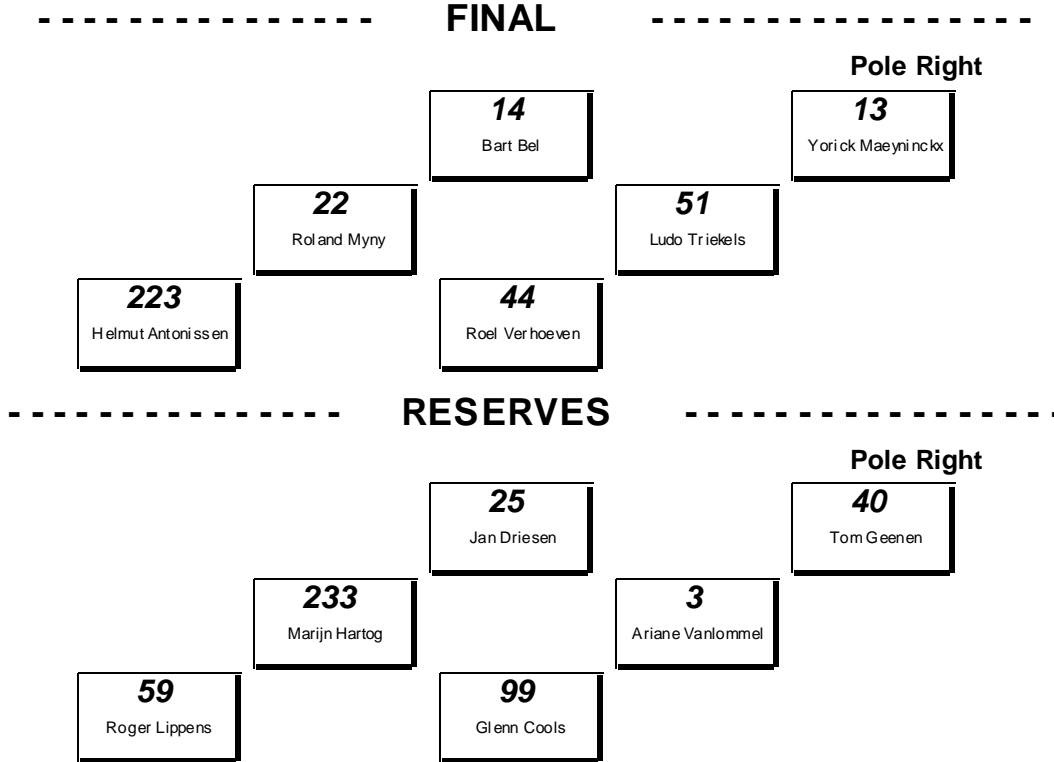 - - - - - - - - - - - - - - - FINAL - - - - - - - - - - - - - - - - -
Pole Right
14 13
Bart Bel Yorick Maeyninckx
22 51
Roland Myny Ludo Triekels
223 44
Helmut Antonissen Roel Verhoeven
- - - - - - - - - - - - - - - RESERVES - - - - - - - - - - - - - - - - -
Pole Right
25 40
Jan Driesen Tom Geenen
233 3
Marijn Hartog Ariane Vanlommel
59 99
Roger Lippens Glenn Cools